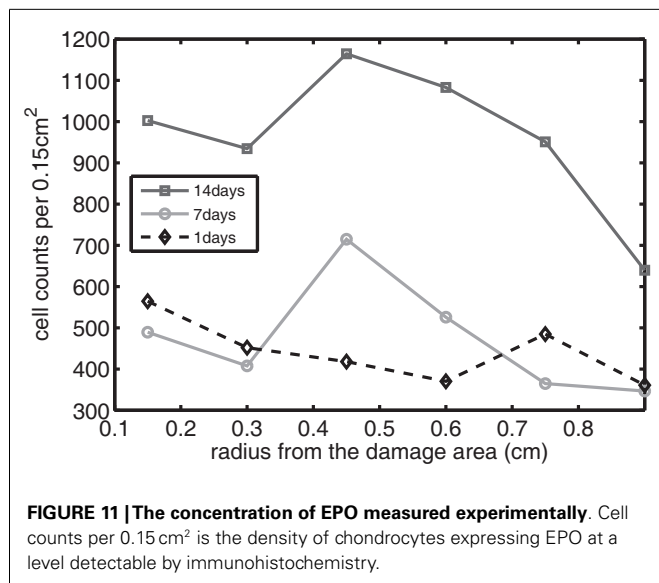 1200
1100
1000
900
800
700
600
500
400
300
cell counts per 0.15cm²
14days
7days
1days
0.1 0.2 0.3 0.4 0.5 0.6 0.7 0.8
radius from the damage area (cm)
FIGURE 11 | The concentration of EPO measured experimentally. Cell
counts per 0.15 cm² is the density of chondrocytes expressing EPO at a
level detectable by immunohistochemistry.